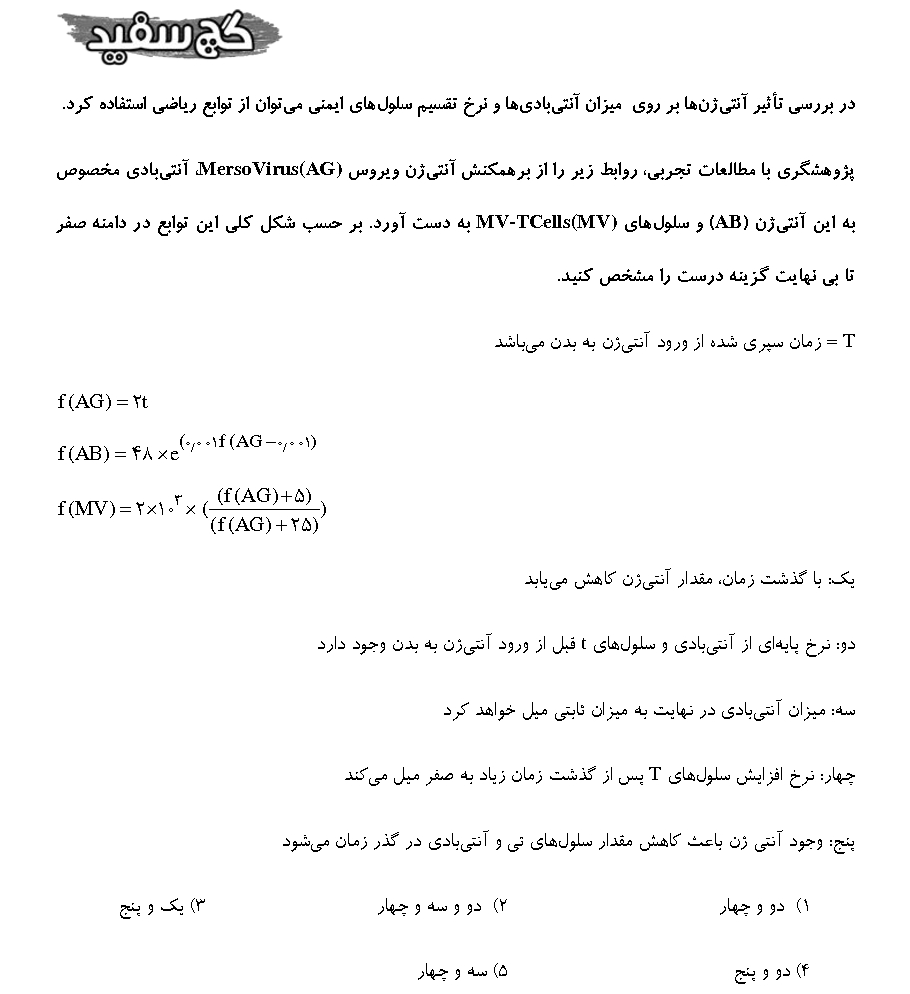 گچ سفید
در بررسی تأثیر آنتی‌ژن‌ها بر روی میزان آنتی‌بادی‌ها و نرخ تقسیم سلول‌های ایمنی می‌توان از توابع ریاضی استفاده کرد.
پژوهشگری با مطالعات تجربی، روابط زیر را از برهمکنش آنتی‌ژن ویروس MersoVirus(AG)، آنتی‌بادی مخصوص
به این آنتی‌ژن (AB) و سلول‌های MV-TCells(MV) به دست آورد. بر حسب شکل کلی این توابع در دامنه صفر
تا بی نهایت گزینه درست را مشخص کنید.
T = زمان سپری شده از ورود آنتی‌ژن به بدن می‌باشد
f(AG) = ۲t
f(AB) = ۴۸ × e^(۰/۰۰۱f (AG −۰/۰۰۱)
f(MV) = ۲×۱۰^۳ × ((f(AG)+۵)/(f(AG)+۲۵))
یک: با گذشت زمان، مقدار آنتی‌ژن کاهش می‌یابد
دو: نرخ پایه‌ای از آنتی‌بادی و سلول‌های t قبل از ورود آنتی‌ژن به بدن وجود دارد
سه: میزان آنتی‌بادی در نهایت به میزان ثابتی میل خواهد کرد
چهار: نرخ افزایش سلول‌های T پس از گذشت زمان زیاد به صفر میل می‌کند
پنج: وجود آنتی ژن باعث کاهش مقدار سلول‌های تی و آنتی‌بادی در گذر زمان می‌شود
۱) دو و چهار ۲) دو و سه و چهار ۳) یک و پنج
۴) دو و پنج ۵) سه و چهار